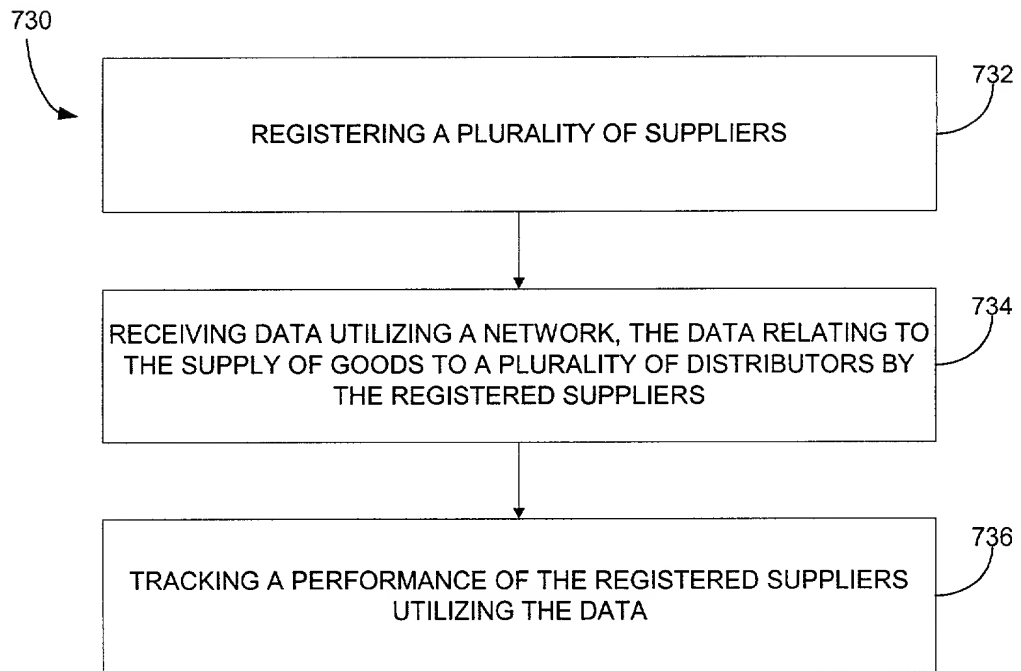 730
732
REGISTERING A PLURALITY OF SUPPLIERS
734
RECEIVING DATA UTILIZING A NETWORK, THE DATA RELATING TO
THE SUPPLY OF GOODS TO A PLURALITY OF DISTRIBUTORS BY
THE REGISTERED SUPPLIERS
736
TRACKING A PERFORMANCE OF THE REGISTERED SUPPLIERS
UTILIZING THE DATA